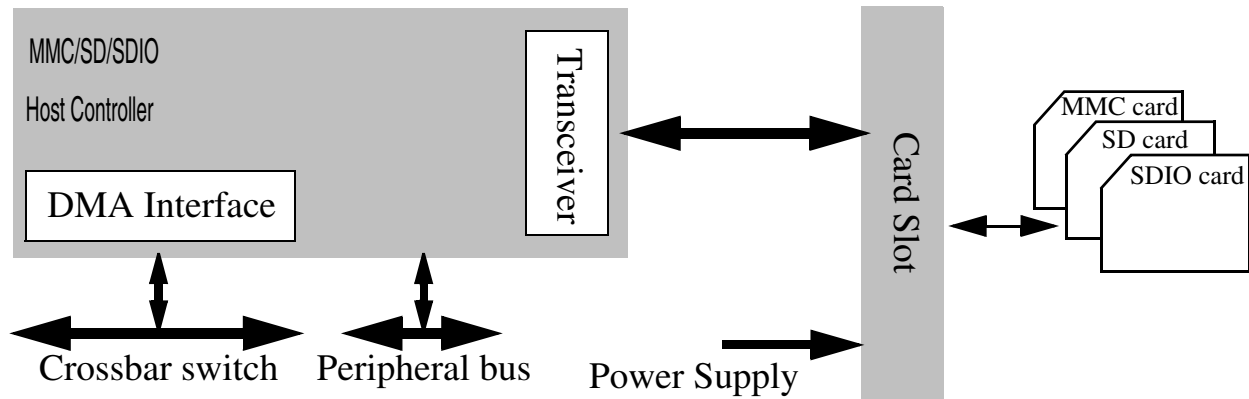 MMC/SD/SDIO
Host Controller
DMA Interface
Transceiver
Card Slot
MMC card
SD card
SDIO card
Crossbar switch
Peripheral bus
Power Supply